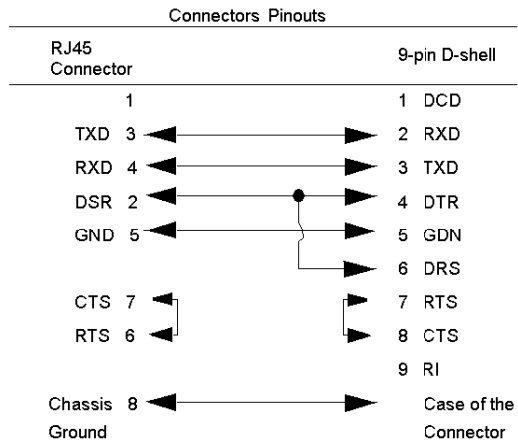 Connectors Pinouts
RJ45 Connector 9-pin D-shell
1 1 DCD
TXD 3 2 RXD
RXD 4 3 TXD
DSR 2 4 DTR
GND 5 5 GDN
6 DRS
CTS 7 7 RTS
RTS 6 8 CTS
9 RI
Chassis 8 Case of the
Ground Connector